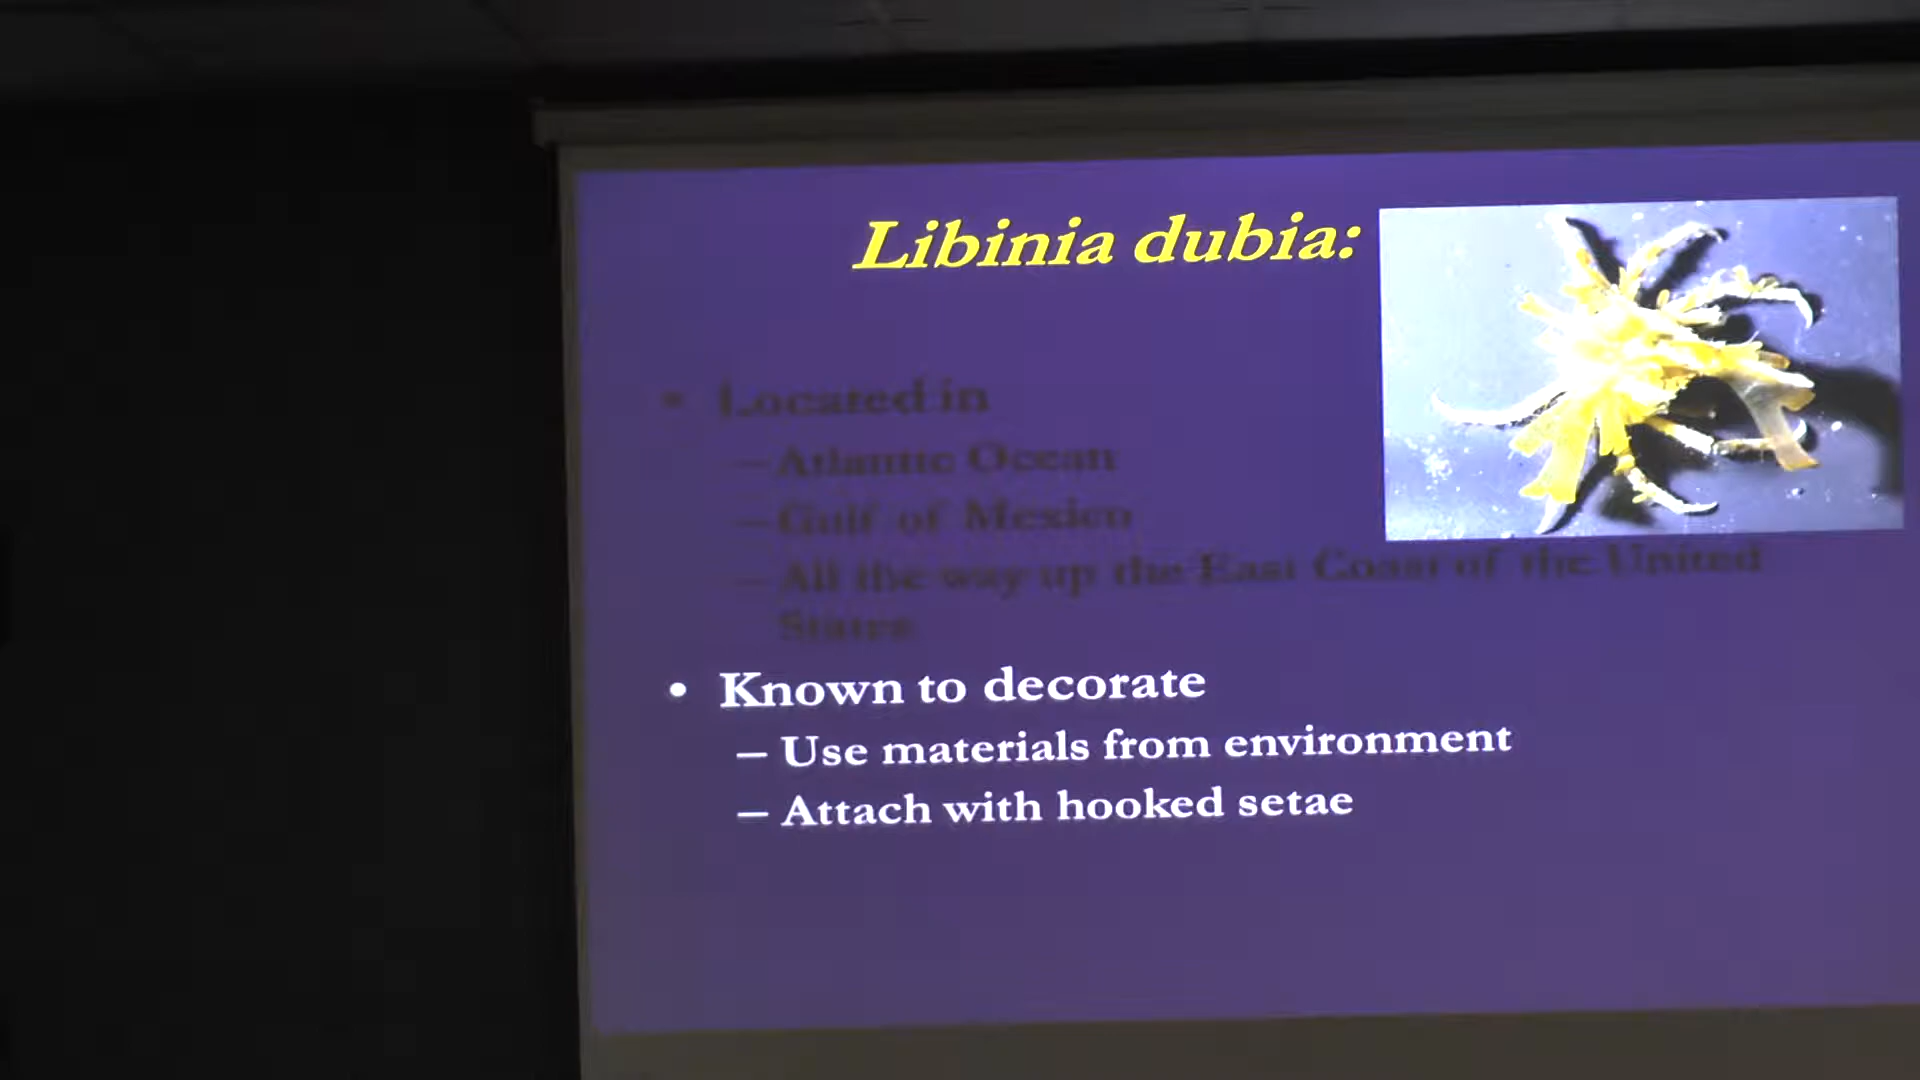 Libinia dubia:
• Located in
– Atlantic Ocean
– Gulf of Mexico
– All the way up the East Coast of the United
States
• Known to decorate
– Use materials from environment
– Attach with hooked setae